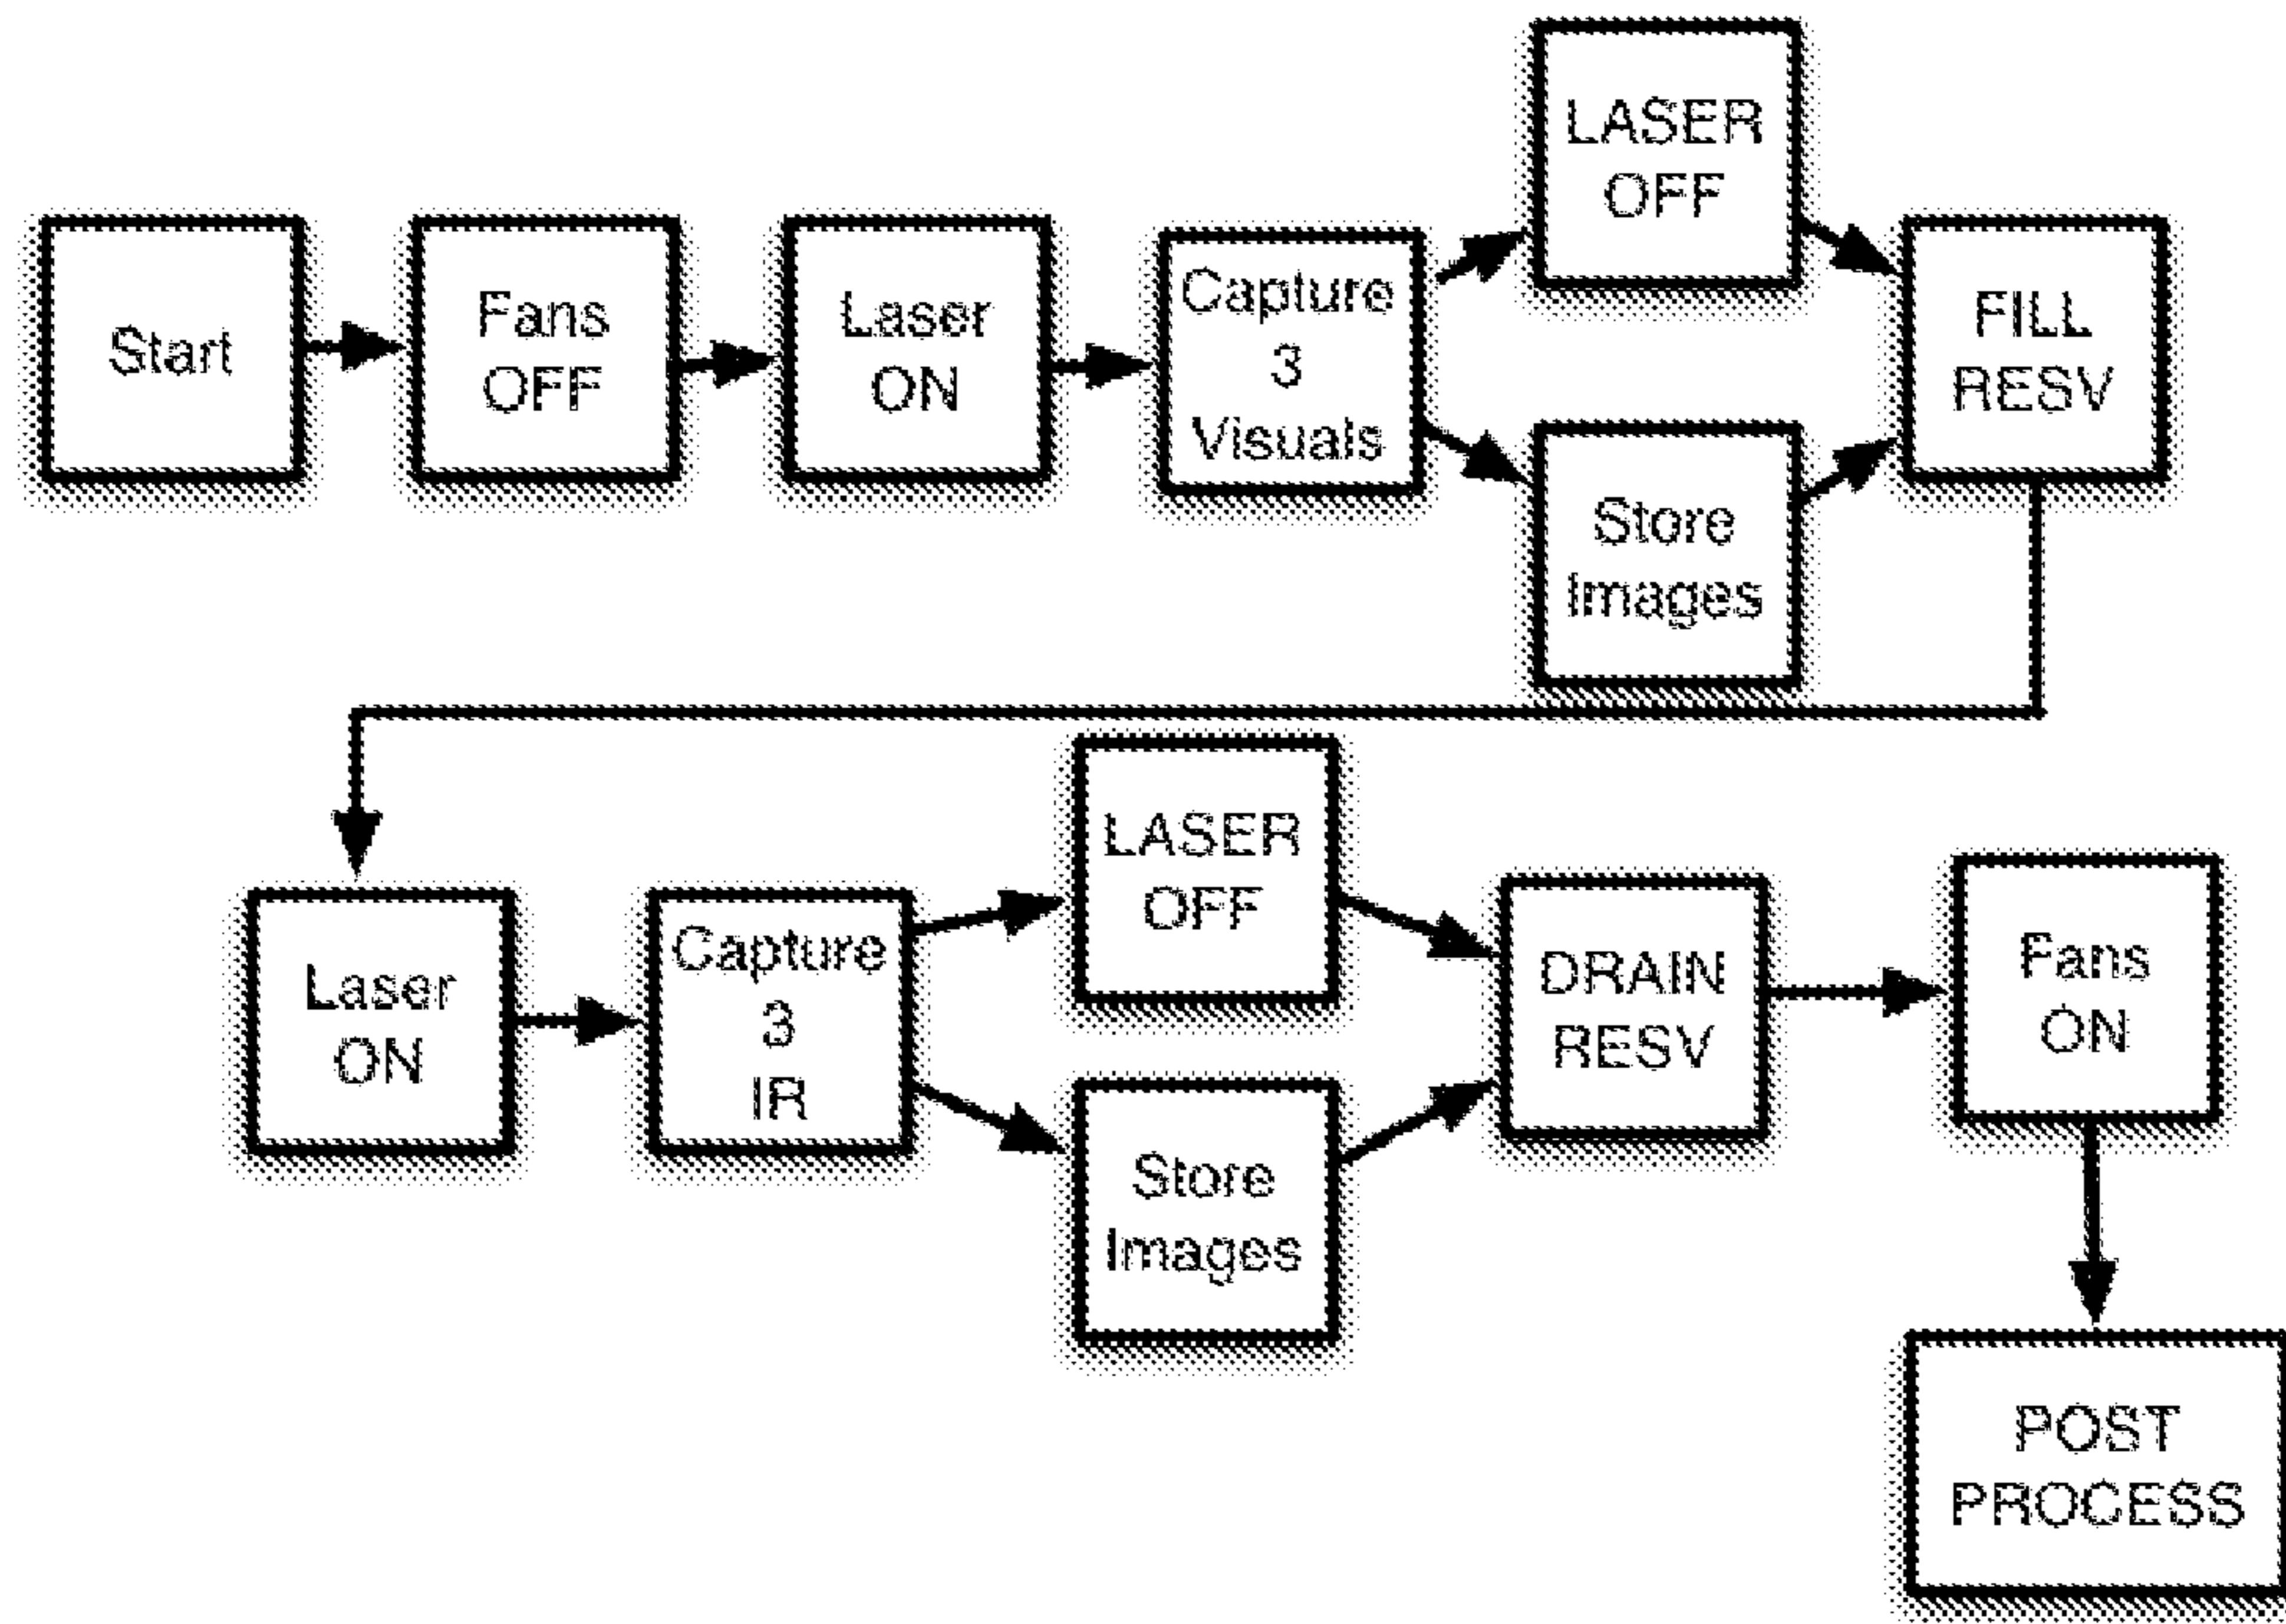 Start
Fans
OFF
Laser
ON
Capture
3
Visuals
LASER
OFF
Store
Images
FILL
RESV
Laser
ON
Capture
3
IR
LASER
OFF
Store
Images
DRAIN
RESV
Fans
ON
POST
PROCESS